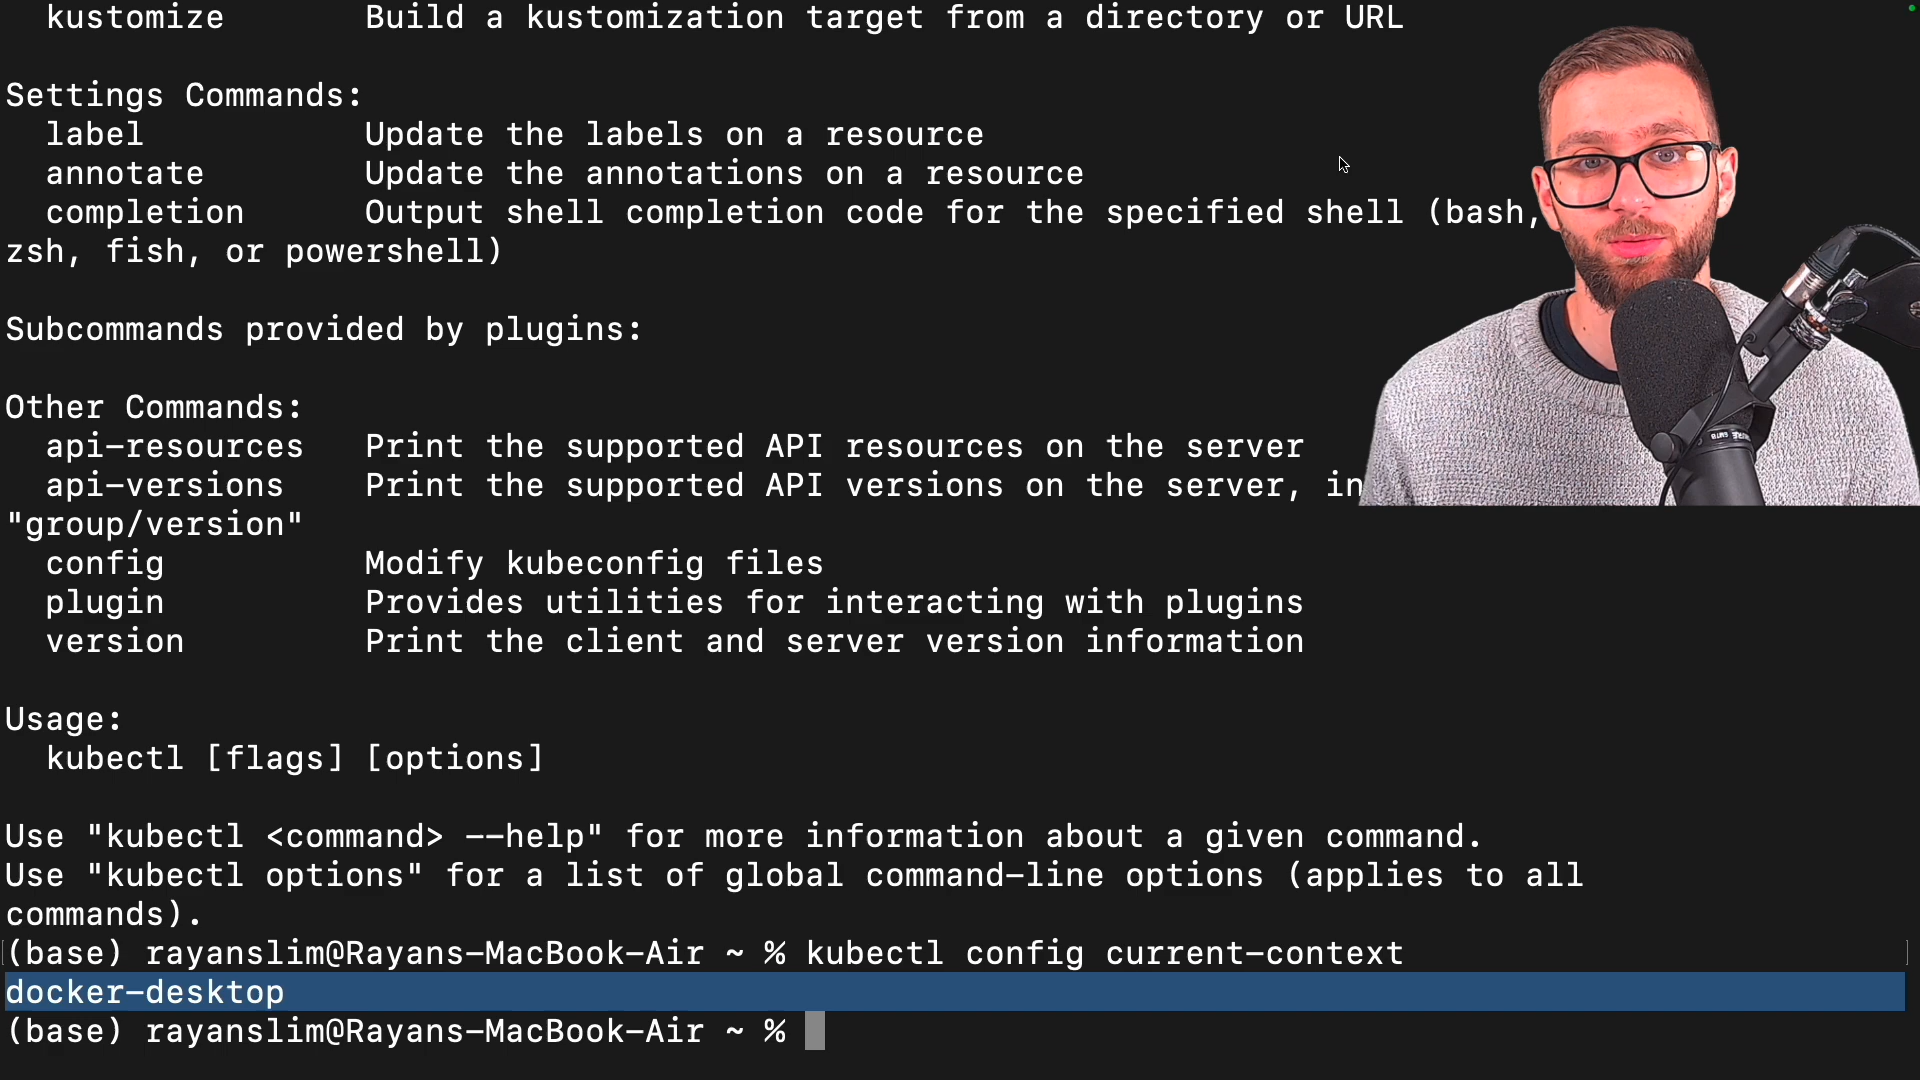 kustomize Build a kustomization target from a directory or URL
Settings Commands:
label Update the labels on a resource
annotate Update the annotations on a resource
completion Output shell completion code for the specified shell (bash,
zsh, fish, or powershell)
Subcommands provided by plugins:
Other Commands:
api-resources Print the supported API resources on the server
api-versions Print the supported API versions on the server, in
"group/version"
config Modify kubeconfig files
plugin Provides utilities for interacting with plugins
version Print the client and server version information
Usage:
kubectl [flags] [options]
Use "kubectl <command> --help" for more information about a given command.
Use "kubectl options" for a list of global command-line options (applies to all
commands).
(base) rayanslim@Rayans-MacBook-Air ~ % kubectl config current-context
docker-desktop
(base) rayanslim@Rayans-MacBook-Air ~ %